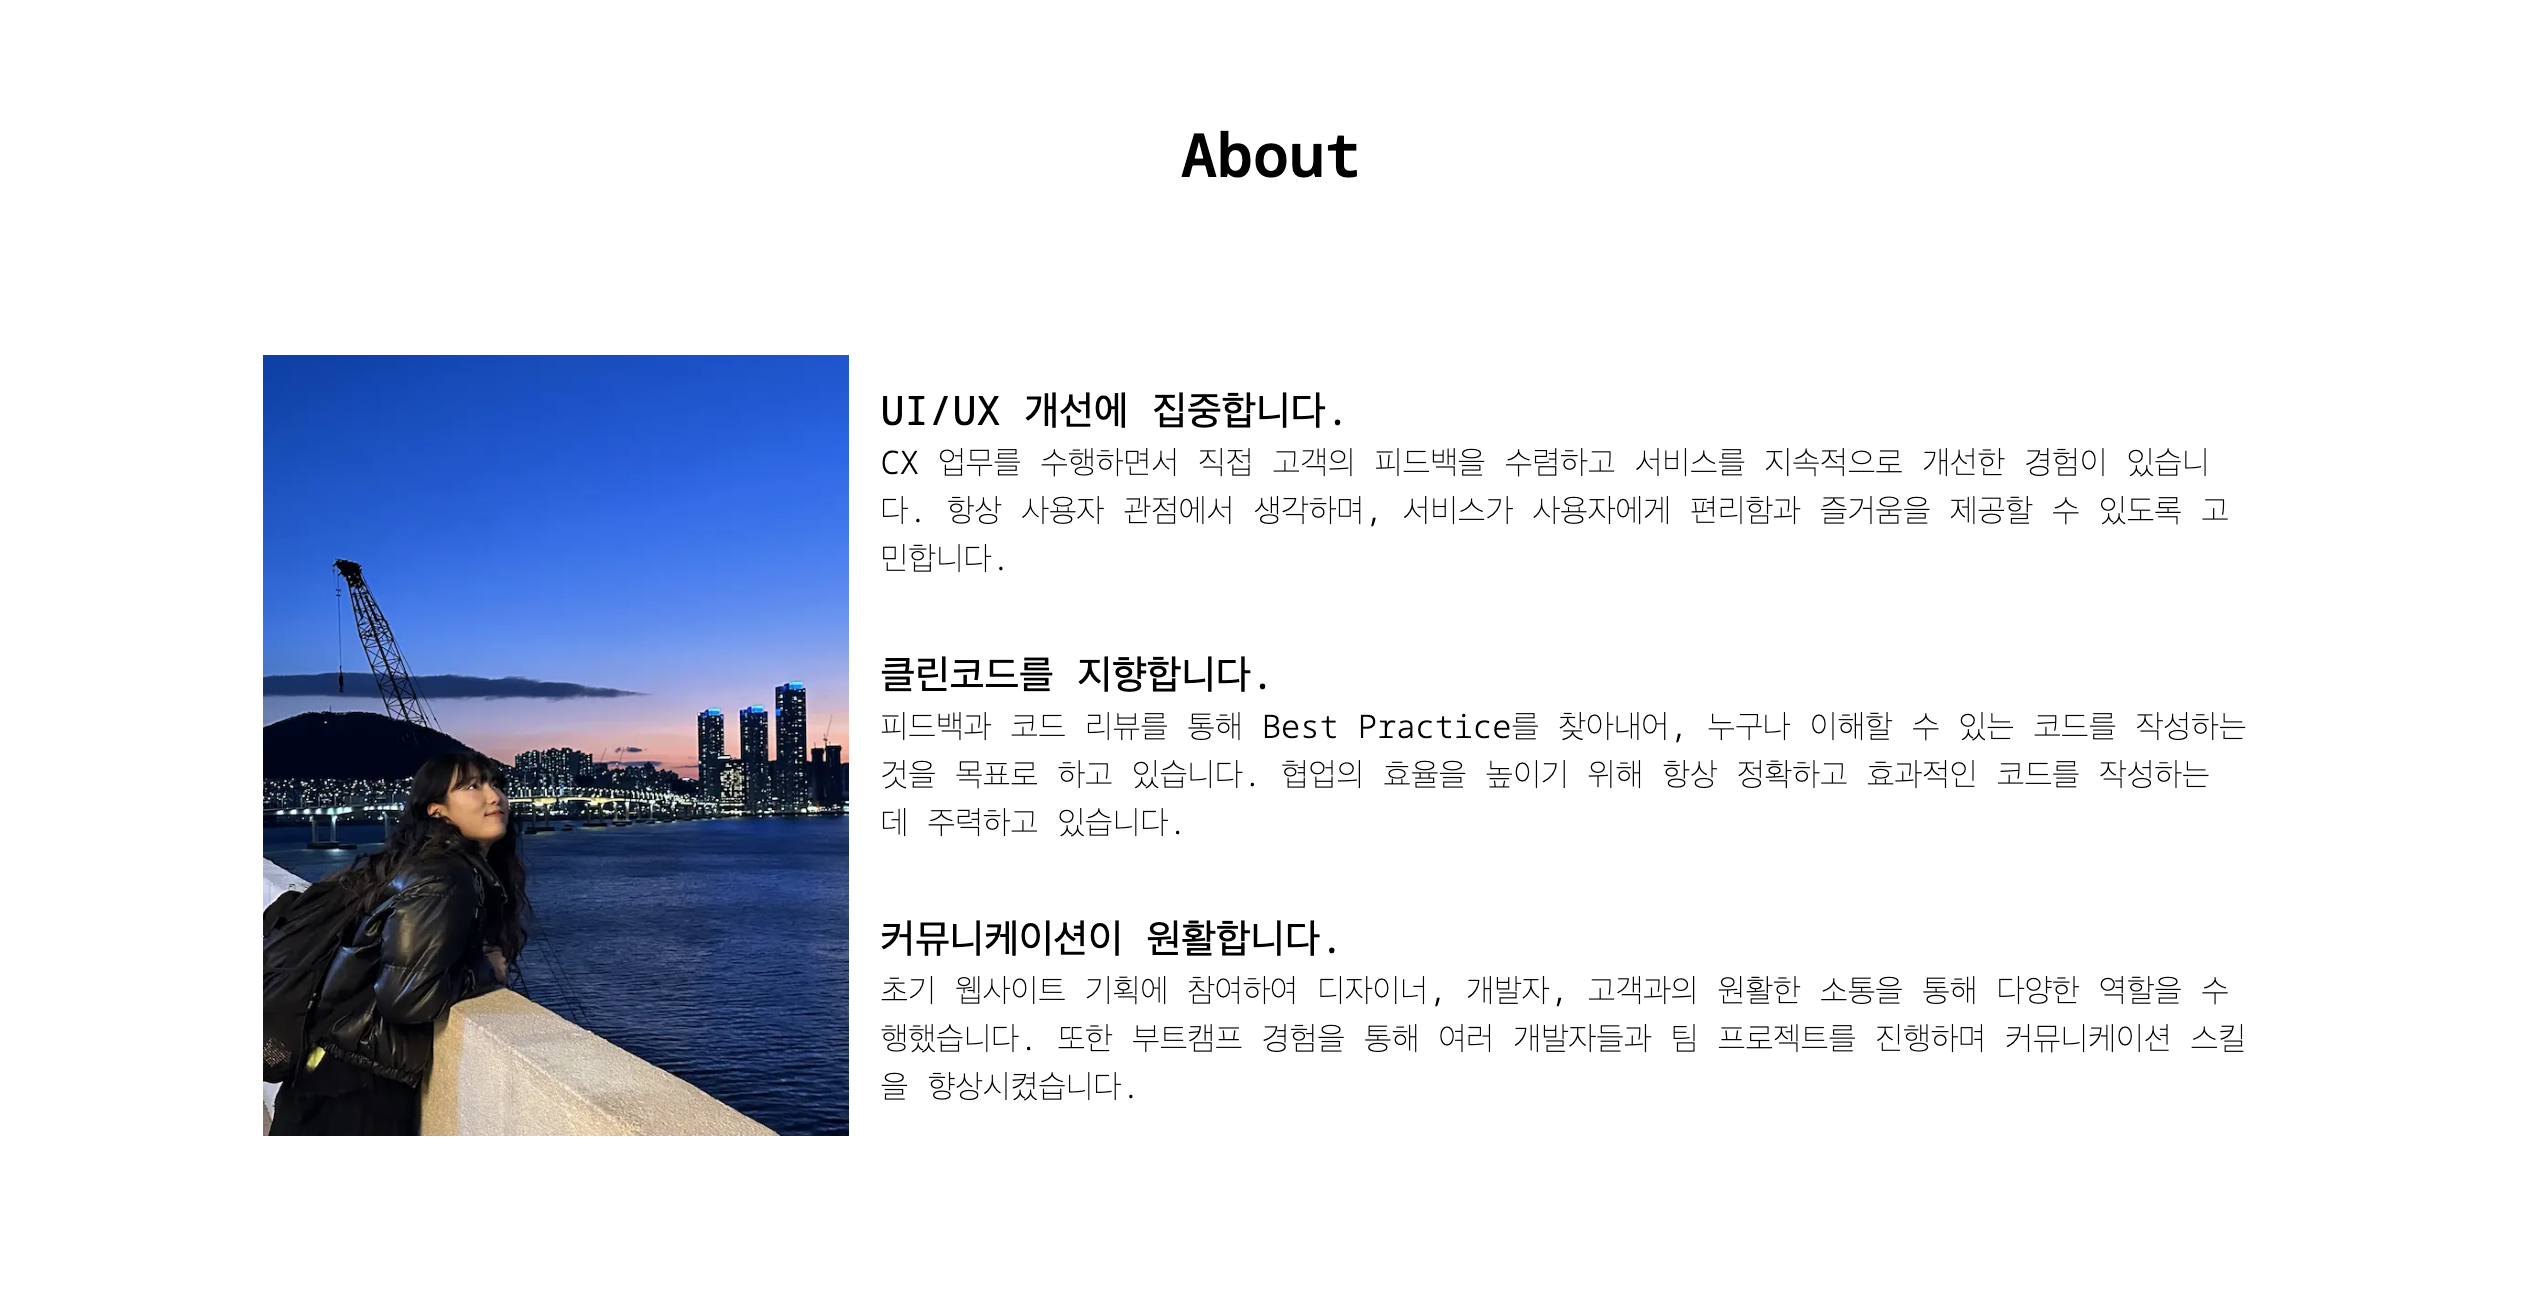 About
UI/UX 개선에 집중합니다.
CX 업무를 수행하면서 직접 고객의 피드백을 수렴하고 서비스를 지속적으로 개선한 경험이 있습니
다. 항상 사용자 관점에서 생각하며, 서비스가 사용자에게 편리함과 즐거움을 제공할 수 있도록 고
민합니다.
클린코드를 지향합니다.
피드백과 코드 리뷰를 통해 Best Practice를 찾아내어, 누구나 이해할 수 있는 코드를 작성하는
것을 목표로 하고 있습니다. 협업의 효율을 높이기 위해 항상 정확하고 효과적인 코드를 작성하는
데 주력하고 있습니다.
커뮤니케이션이 원활합니다.
초기 웹사이트 기획에 참여하여 디자이너, 개발자, 고객과의 원활한 소통을 통해 다양한 역할을 수
행했습니다. 또한 부트캠프 경험을 통해 여러 개발자들과 팀 프로젝트를 진행하며 커뮤니케이션 스킬
을 향상시켰습니다.